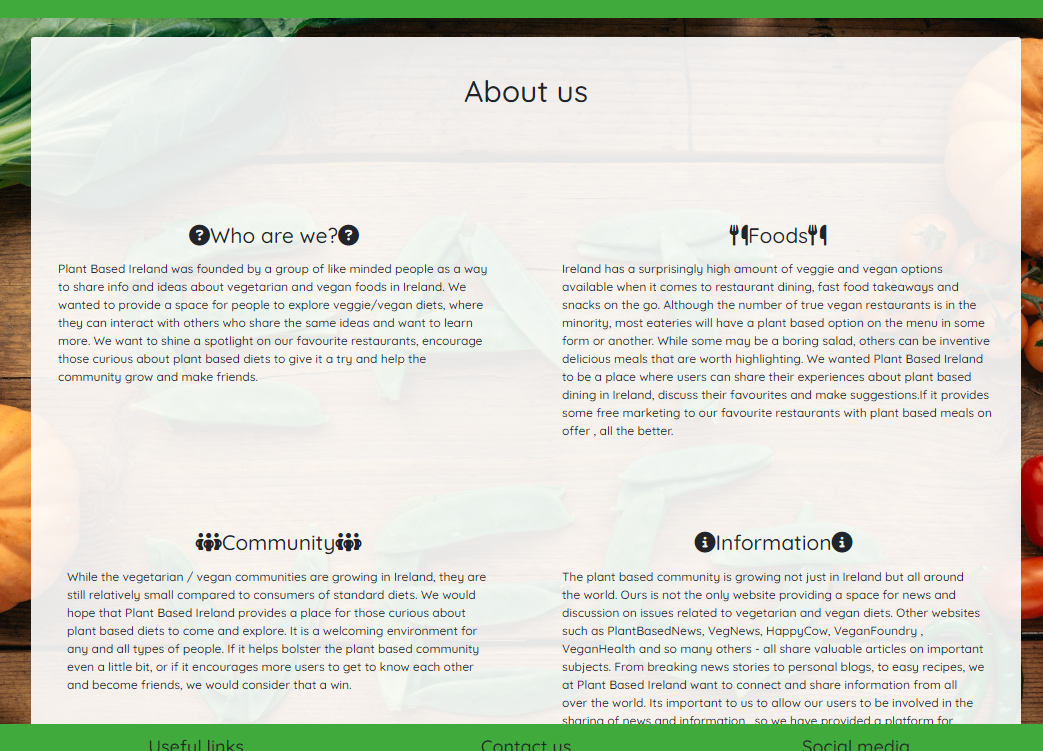 About us
Who are we?
Plant Based Ireland was founded by a group of like minded people as a way
to share info and ideas about vegetarian and vegan foods in Ireland. We
wanted to provide a space for people to explore veggie/vegan diets, where
they can interact with others who share the same ideas and want to learn
more. We want to shine a spotlight on our favourite restaurants, encourage
those curious about plant based diets to give it a try and help the
community grow and make friends.
Foods
Ireland has a surprisingly high amount of veggie and vegan options
available when it comes to restaurant dining, fast food takeaways and
snacks on the go. Although the number of true vegan restaurants is in the
minority, most eateries will have a plant based option on the menu in some
form or another. While some may be a boring salad, others can be inventive
delicious meals that are worth highlighting. We wanted Plant Based Ireland
to be a place where users can share their experiences about plant based
dining in Ireland, discuss their favourites and make suggestions.If it provides
some free marketing to our favourite restaurants with plant based meals on
offer , all the better.
Community
While the vegetarian / vegan communities are growing in Ireland, they are
still relatively small compared to consumers of standard diets. We would
hope that Plant Based Ireland provides a place for those curious about
plant based diets to come and explore. It is a welcoming environment for
any and all types of people. If it helps bolster the plant based community
even a little bit, or if it encourages more users to get to know each other
and become friends, we would consider that a win.
Information
The plant based community is growing not just in Ireland but all around
the world. Ours is not the only website providing a space for news and
discussion on issues related to vegetarian and vegan diets. Other websites
such as PlantBasedNews, VegNews, HappyCow, VeganFoundry ,
VeganHealth and so many others - all share valuable articles on important
subjects. From breaking news stories to personal blogs, to easy recipes, we
at Plant Based Ireland want to connect and share information from all
over the world. Its important to us to allow our users to be involved in the
sharing of news and information , so we have provided a platform for
Useful links
Contact us
Social media